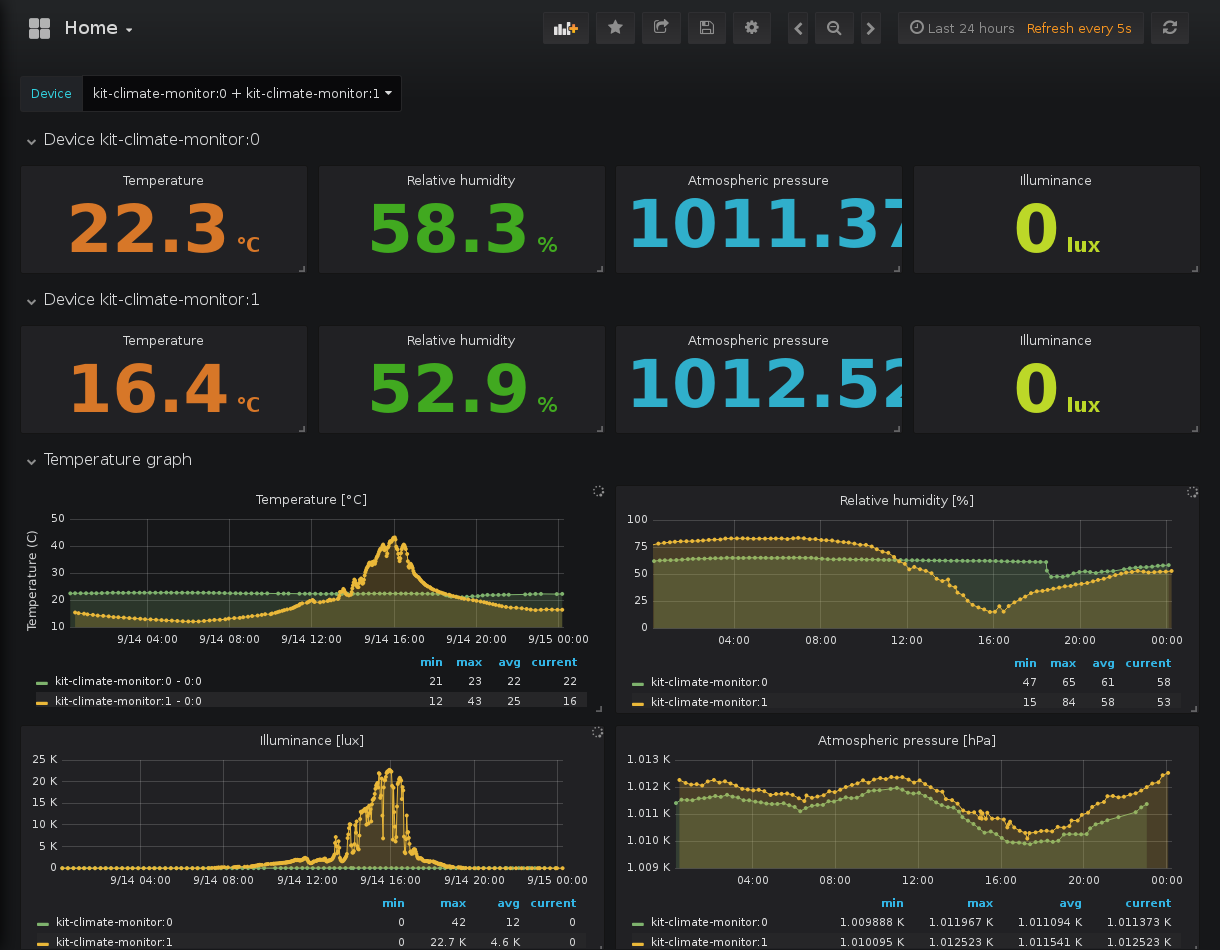 Home
Last 24 hours Refresh every 5s
Device kit-climate-monitor:0 + kit-climate-monitor:1
Device kit-climate-monitor:0
Temperature Relative humidity Atmospheric pressure Illuminance
22.3 °C 58.3 % 1011.37 0 lux
Device kit-climate-monitor:1
Temperature Relative humidity Atmospheric pressure Illuminance
16.4 °C 52.9 % 1012.52 0 lux
Temperature graph
Temperature [°C]
Temperature (C)
50
40
30
20
10
9/14 04:00 9/14 08:00 9/14 12:00 9/14 16:00 9/14 20:00 9/15 00:00
min max avg current
kit-climate-monitor:0 - 0:0 21 23 22 22
kit-climate-monitor:1 - 0:0 12 43 25 16
Relative humidity [%]
100
75
50
25
0
04:00 08:00 12:00 16:00 20:00 00:00
min max avg current
kit-climate-monitor:0 47 65 61 58
kit-climate-monitor:1 15 84 58 53
Illuminance [lux]
25 K
20 K
15 K
10 K
5 K
0
9/14 04:00 9/14 08:00 9/14 12:00 9/14 16:00 9/14 20:00 9/15 00:00
min max avg current
kit-climate-monitor:0 0 42 12 0
kit-climate-monitor:1 0 22.7 K 4.6 K 0
Atmospheric pressure [hPa]
1.013 K
1.012 K
1.011 K
1.010 K
1.009 K
04:00 08:00 12:00 16:00 20:00 00:00
min max avg current
kit-climate-monitor:0 1.009888 K 1.011967 K 1.011094 K 1.011373 K
kit-climate-monitor:1 1.010095 K 1.012523 K 1.011541 K 1.012523 K